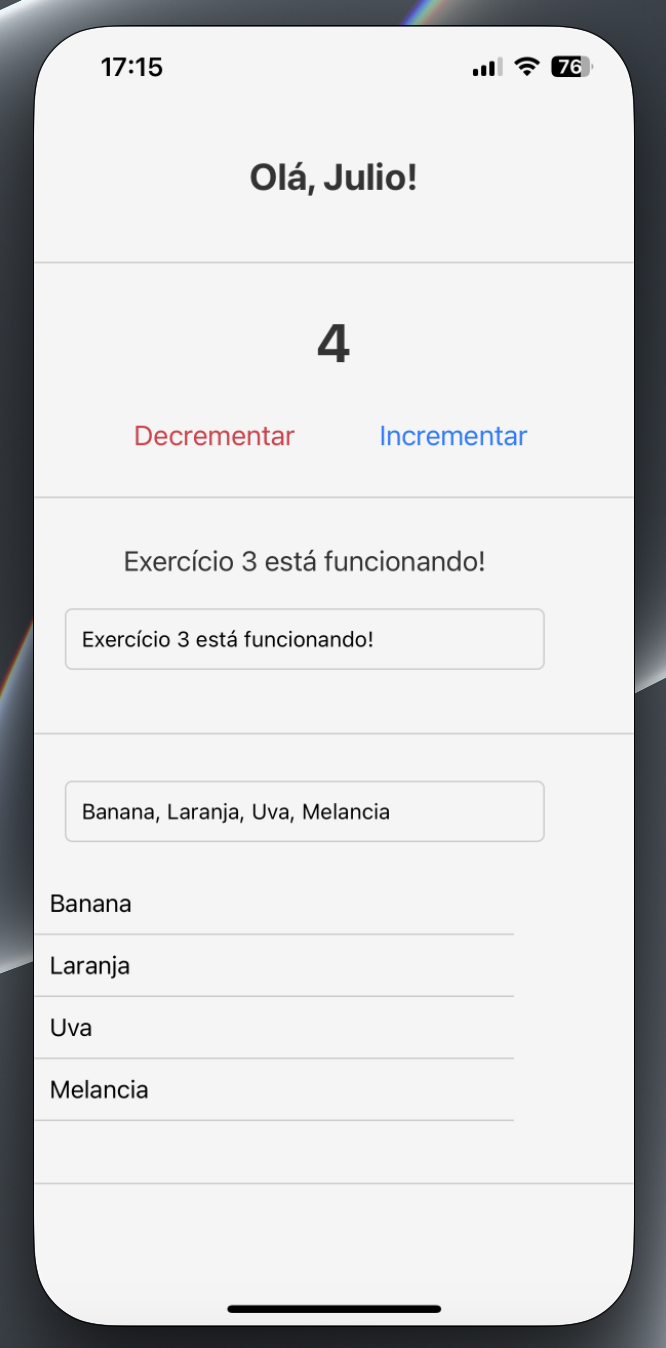 17:15
76
Olá, Julio!
4
Decrementar Incrementar
Exercício 3 está funcionando!
Exercício 3 está funcionando!
Banana, Laranja, Uva, Melancia
Banana
Laranja
Uva
Melancia